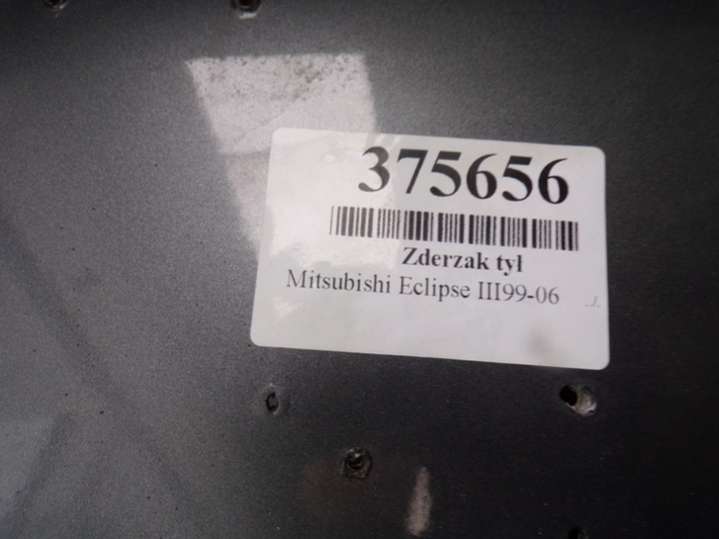 375656
Zderzak tył
Mitsubishi Eclipse III99-06